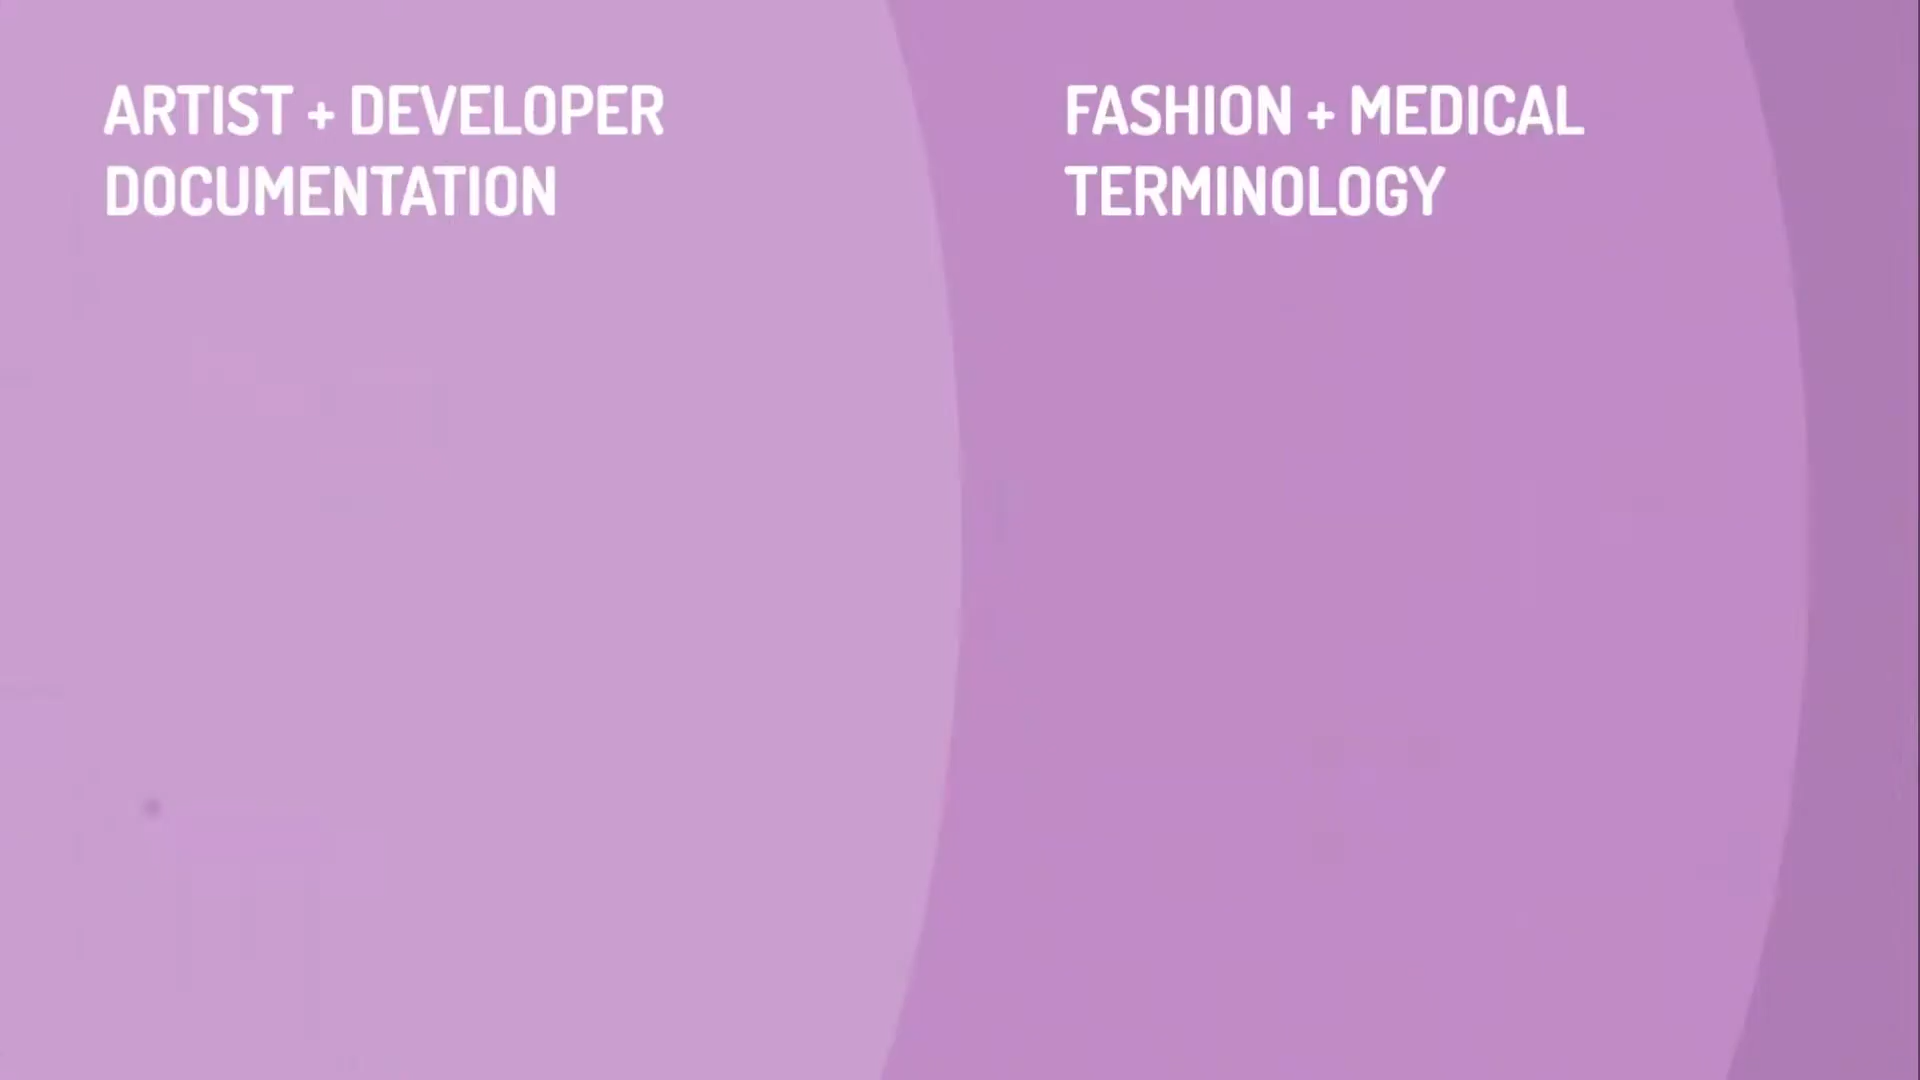 ARTIST + DEVELOPER
DOCUMENTATION
FASHION + MEDICAL
TERMINOLOGY